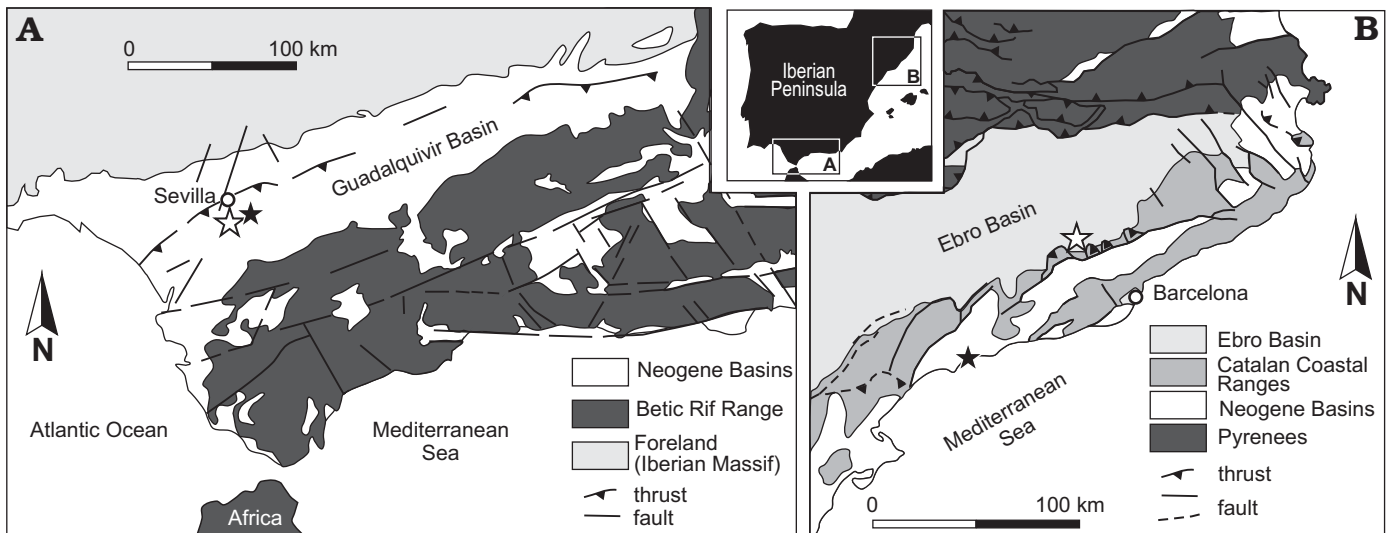 A
0
100 km
Sevilla
Guadalquivir Basin
N
Atlantic Ocean
Mediterranean
Sea
Africa
Neogene Basins
Betic Rif Range
Foreland
(Iberian Massif)
thrust
fault
Iberian
Peninsula
B
A
B
Ebro Basin
N
Barcelona
Mediterranean
Sea
Ebro Basin
Catalan Coastal
Ranges
Neogene Basins
Pyrenees
thrust
fault
0
100 km